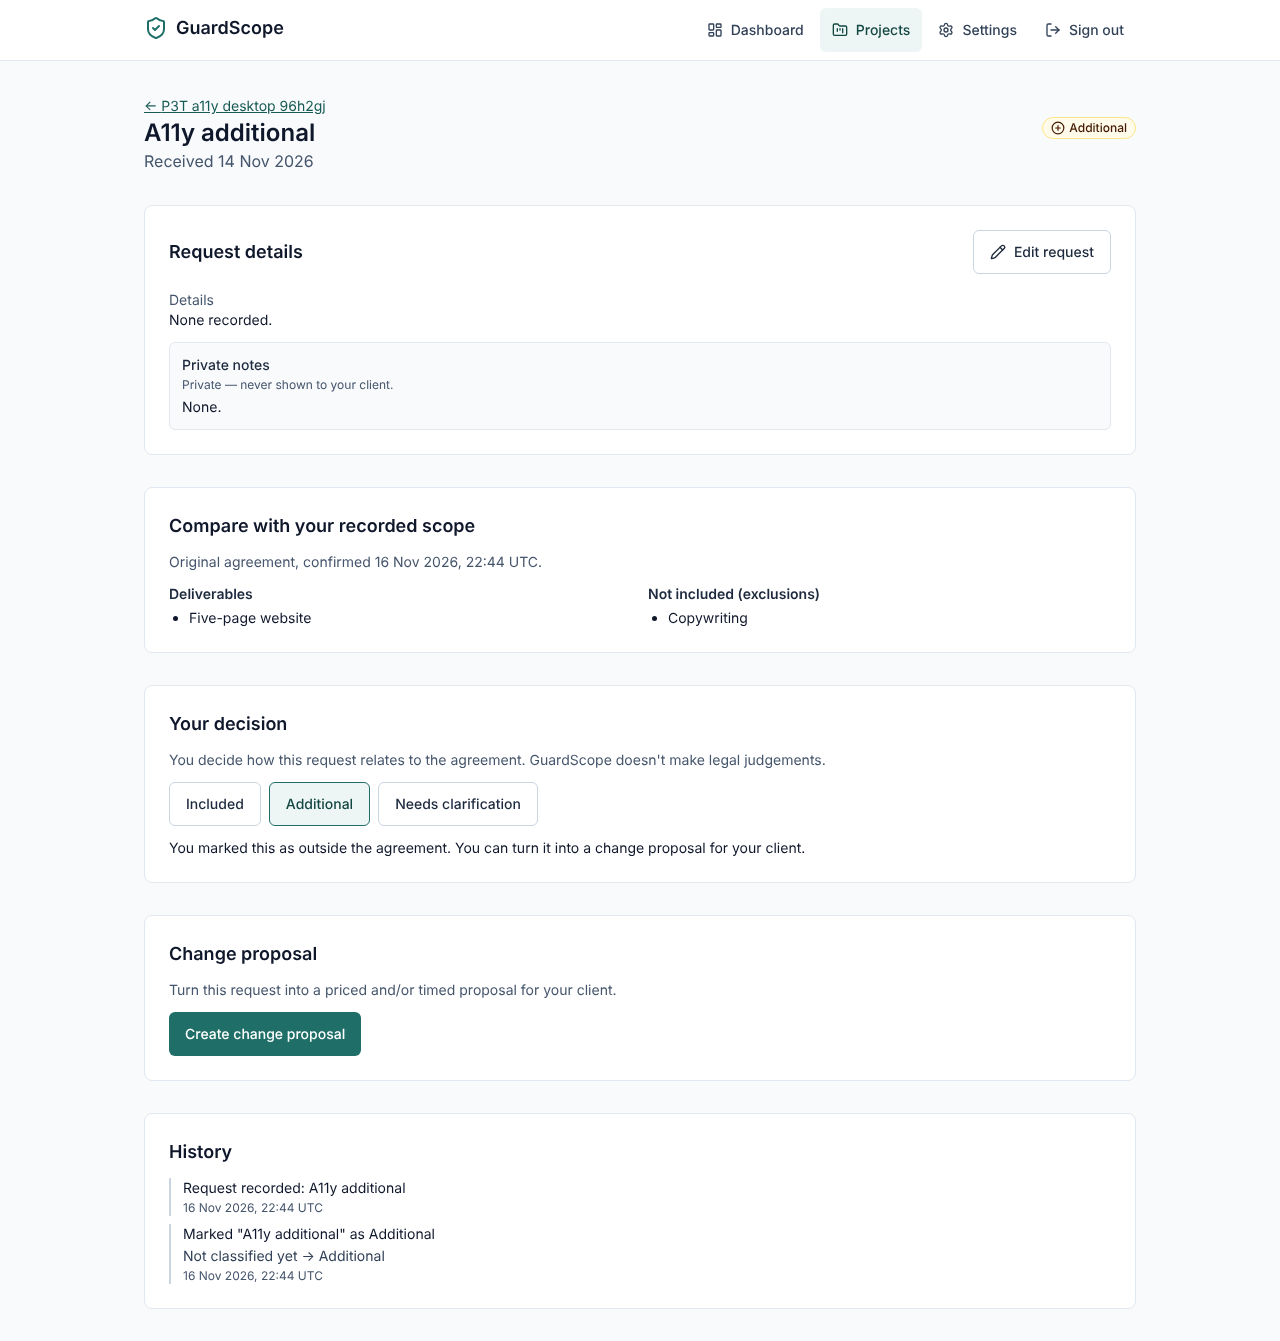 GuardScope
Dashboard
Projects
Settings
Sign out
← P3T a11y desktop 96h2gj
A11y additional
Additional
Received 14 Nov 2026
Request details
Edit request
Details
None recorded.
Private notes
Private — never shown to your client.
None.
Compare with your recorded scope
Original agreement, confirmed 16 Nov 2026, 22:44 UTC.
Deliverables
• Five-page website
Not included (exclusions)
• Copywriting
Your decision
You decide how this request relates to the agreement. GuardScope doesn't make legal judgements.
Included
Additional
Needs clarification
You marked this as outside the agreement. You can turn it into a change proposal for your client.
Change proposal
Turn this request into a priced and/or timed proposal for your client.
Create change proposal
History
Request recorded: A11y additional
16 Nov 2026, 22:44 UTC
Marked "A11y additional" as Additional
Not classified yet → Additional
16 Nov 2026, 22:44 UTC